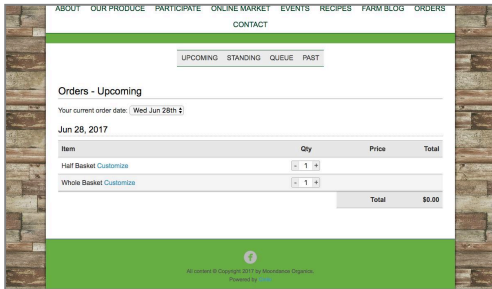 ABOUT OUR PRODUCE PARTICIPATE ONLINE MARKET EVENTS RECIPES FARM BLOG ORDERS
CONTACT
UPCOMING STANDING QUEUE PAST
Orders - Upcoming
Your current order date: Wed Jun 28th
Jun 28, 2017
Item Qty Price Total
Half Basket Customize - 1 +
Whole Basket Customize - 1 +
Total $0.00
All content © Copyright 2017 by Moondance Organics.
Powered by